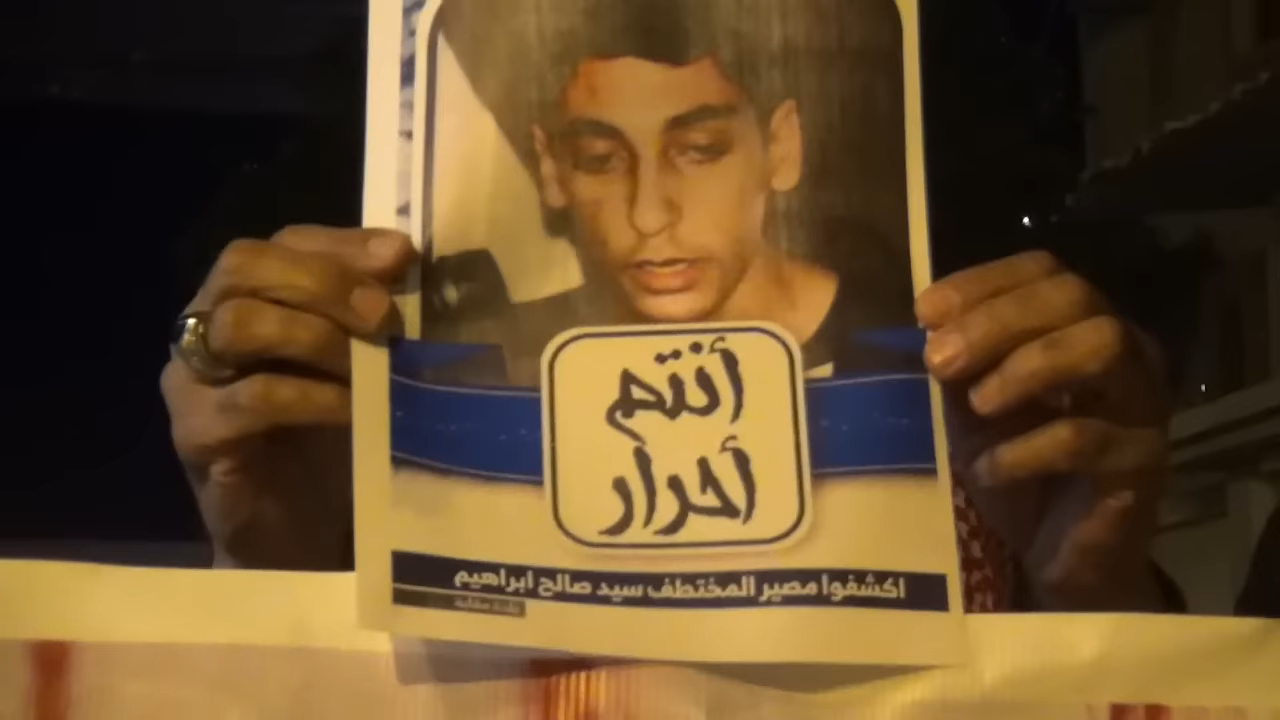 أنتم
أحرار
اكشفوا مصير المختطف سيد صالح ابراهيم